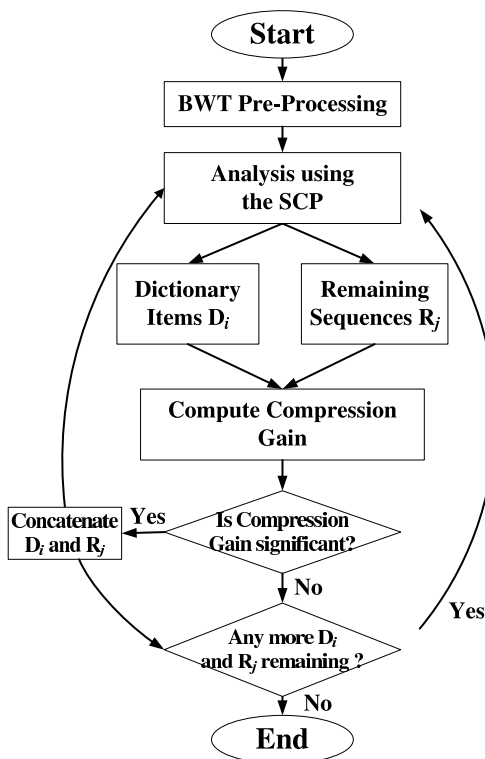 Start
BWT Pre-Processing
Analysis using
the SCP
Dictionary
Items Di
Remaining
Sequences Rj
Compute Compression
Gain
Concatenate
Di and Rj
Yes
Is Compression
Gain significant?
No
Yes
Any more Di
and Rj remaining ?
No
End